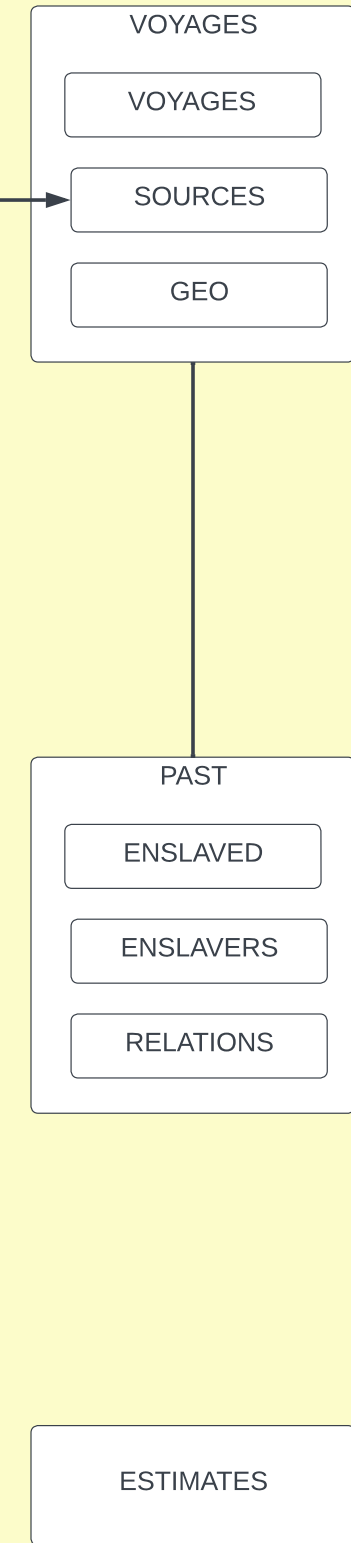 VOYAGES
VOYAGES
SOURCES
GEO
PAST
ENSLAVED
ENSLAVERS
RELATIONS
ESTIMATES